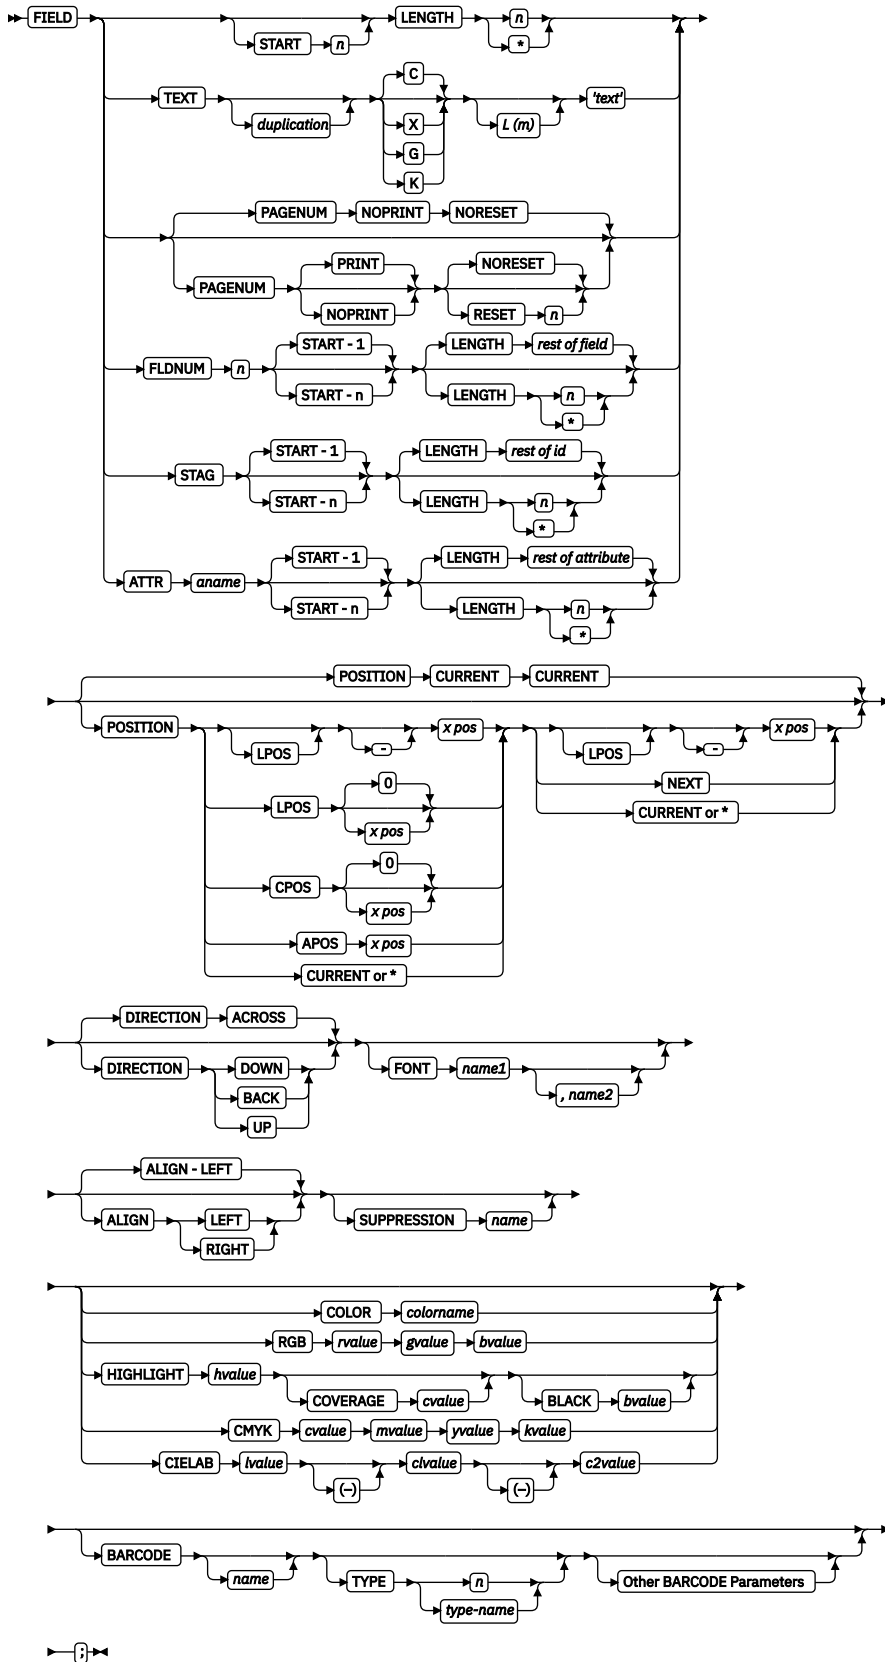 FIELD LENGTH n
START n *
C
TEXT 'text'
duplication X L (m)
G
K
PAGENUM NOPRINT NORESET
PRINT NORESET
PAGENUM
NOPRINT RESET n
START - 1 LENGTH rest of field
FLDNUM n
START - n LENGTH n
*
START - 1 LENGTH rest of id
STAG
START - n LENGTH n
*
START - 1 LENGTH rest of attribute
ATTR aname
START - n LENGTH n
*
POSITION CURRENT CURRENT
POSITION x pos x pos
LPOS - LPOS -
0 NEXT
LPOS
x pos CURRENT or *
0
CPOS
x pos
APOS x pos
CURRENT or *
DIRECTION ACROSS
DIRECTION DOWN FONT name1
BACK , name2
UP
ALIGN - LEFT
ALIGN LEFT SUPPRESSION name
RIGHT
COLOR colorname
RGB rvalue gvalue bvalue
HIGHLIGHT hvalue
COVERAGE cvalue BLACK bvalue
CMYK cvalue mvalue yvalue kvalue
CIELAB lvalue clvalue c2value
(–) (–)
BARCODE
name TYPE n Other BARCODE Parameters
type-name
;